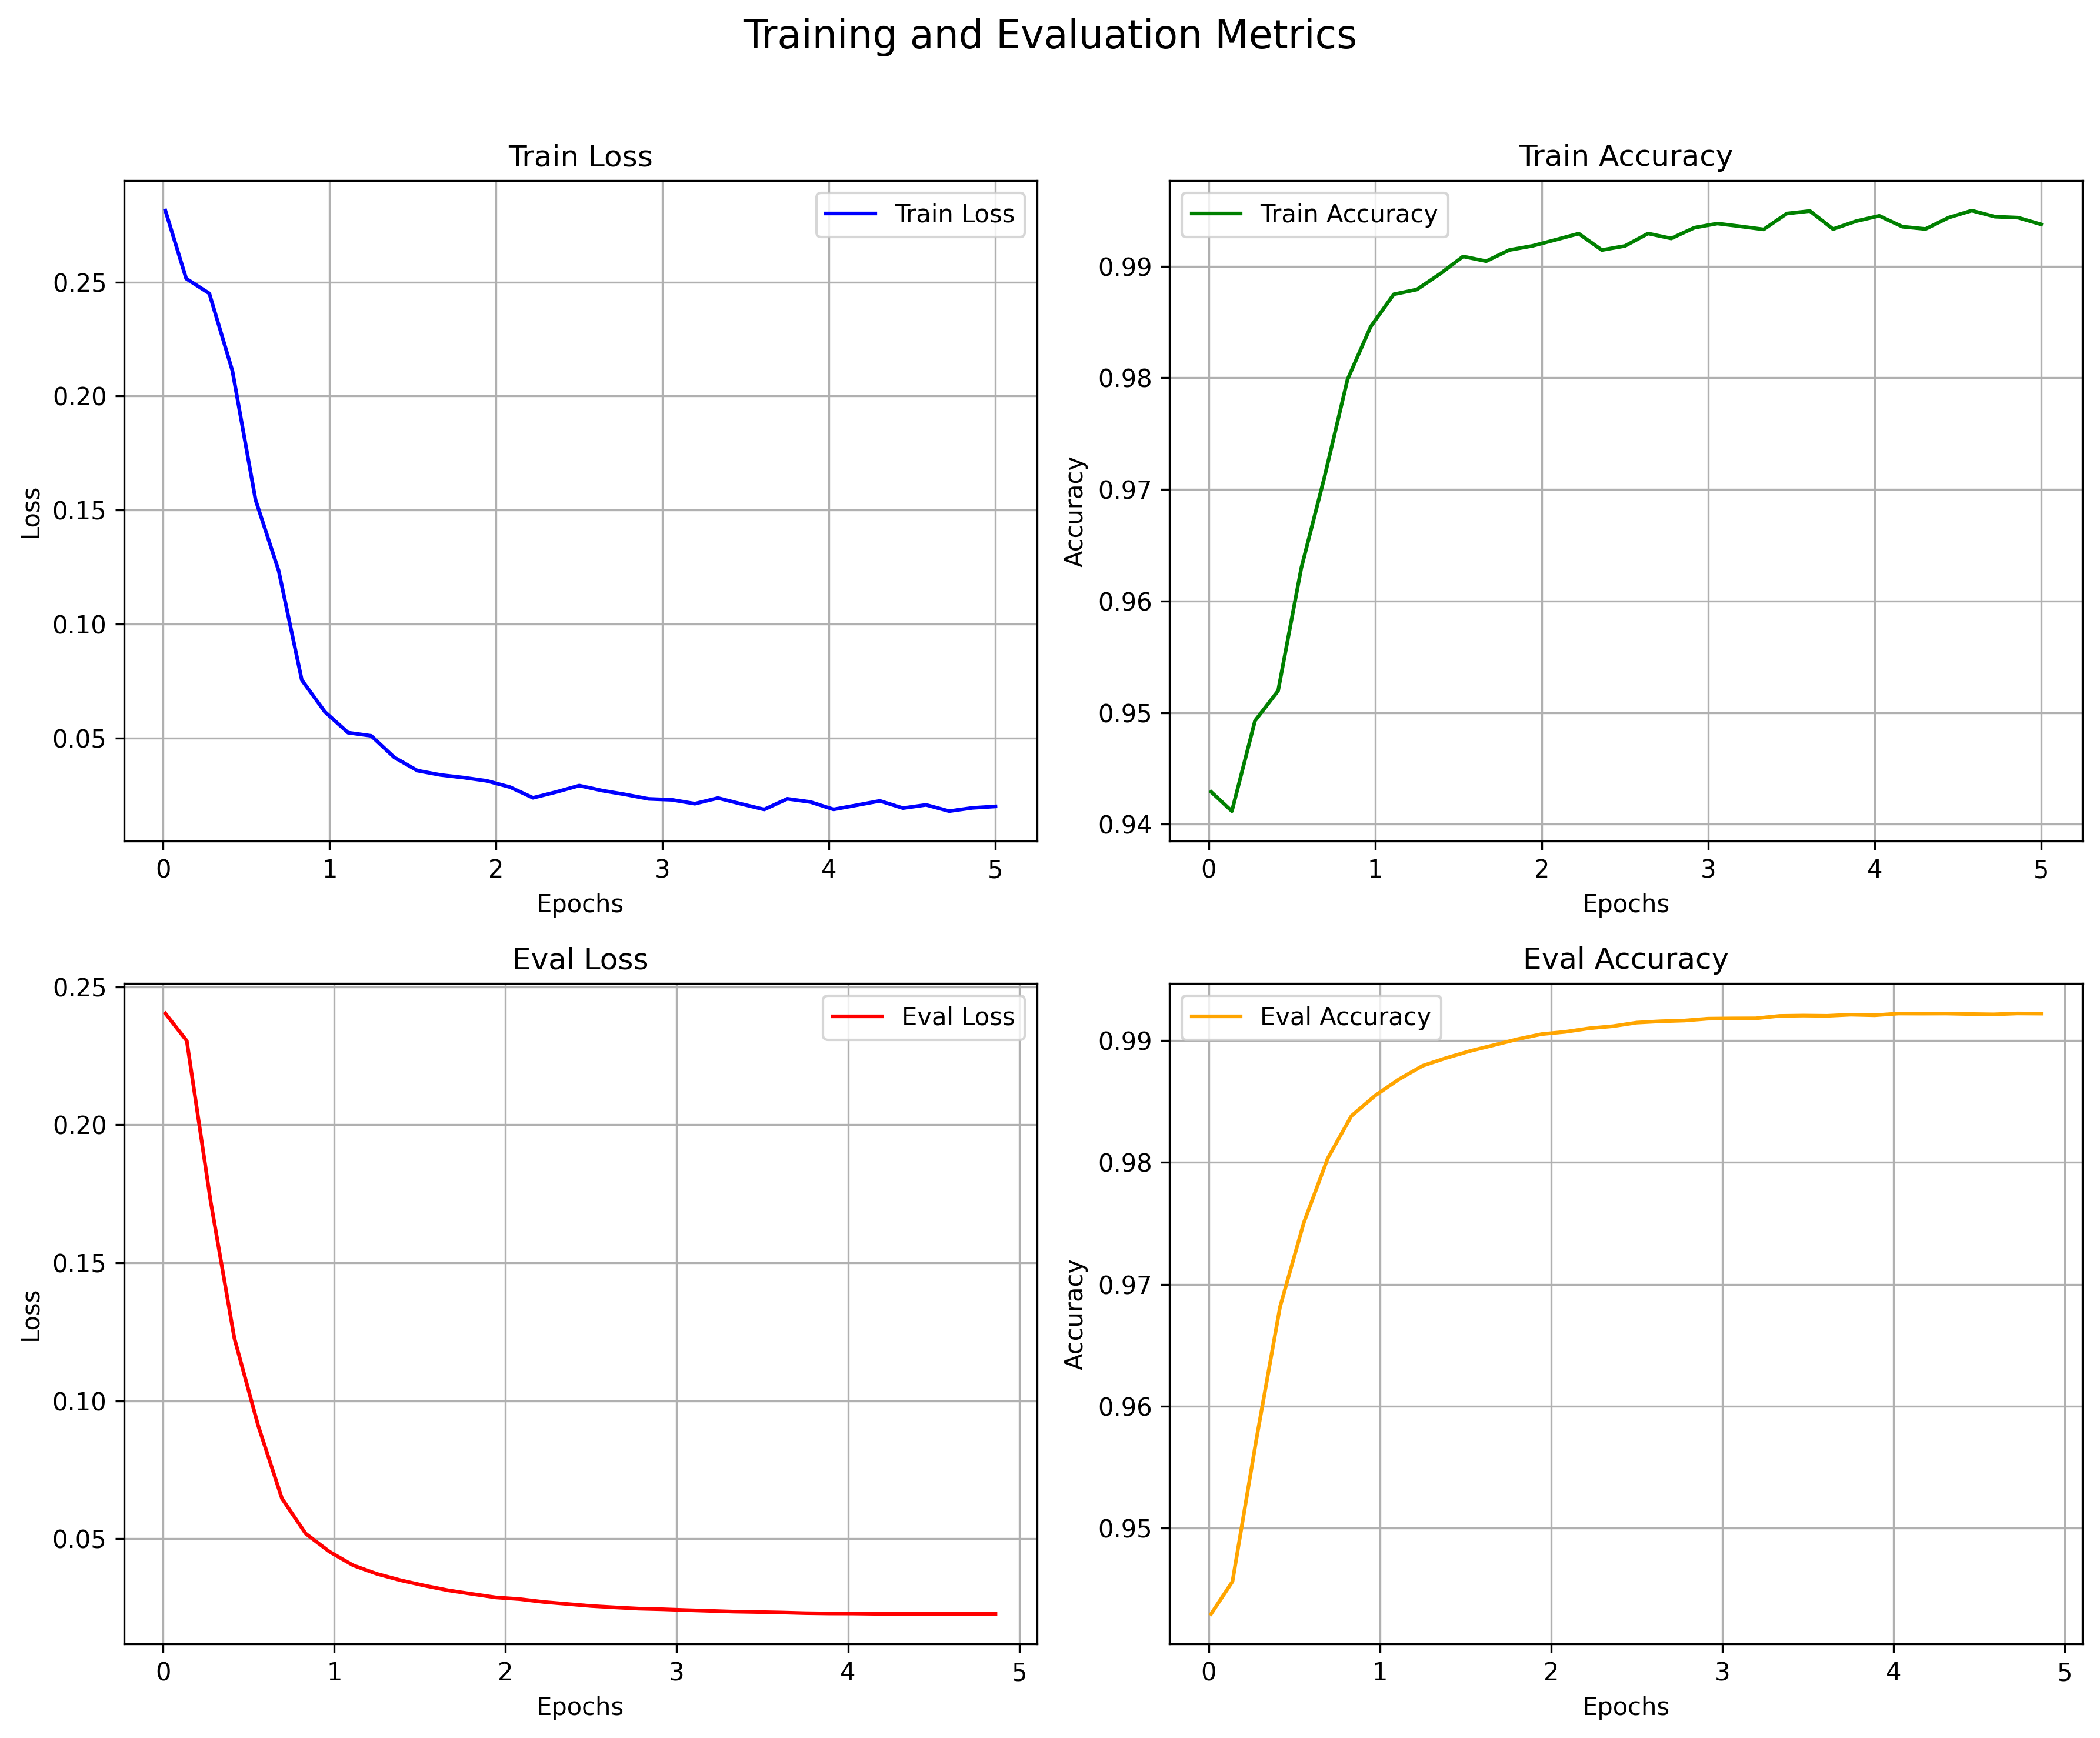 Training and Evaluation Metrics
Train Loss
Train Loss
0.25
0.20
0.15
0.10
0.05
Loss
0 1 2 3 4 5
Epochs
Train Accuracy
Train Accuracy
0.99
0.98
0.97
0.96
0.95
0.94
Accuracy
0 1 2 3 4 5
Epochs
Eval Loss
Eval Loss
0.25
0.20
0.15
0.10
0.05
Loss
0 1 2 3 4 5
Epochs
Eval Accuracy
Eval Accuracy
0.99
0.98
0.97
0.96
0.95
Accuracy
0 1 2 3 4 5
Epochs